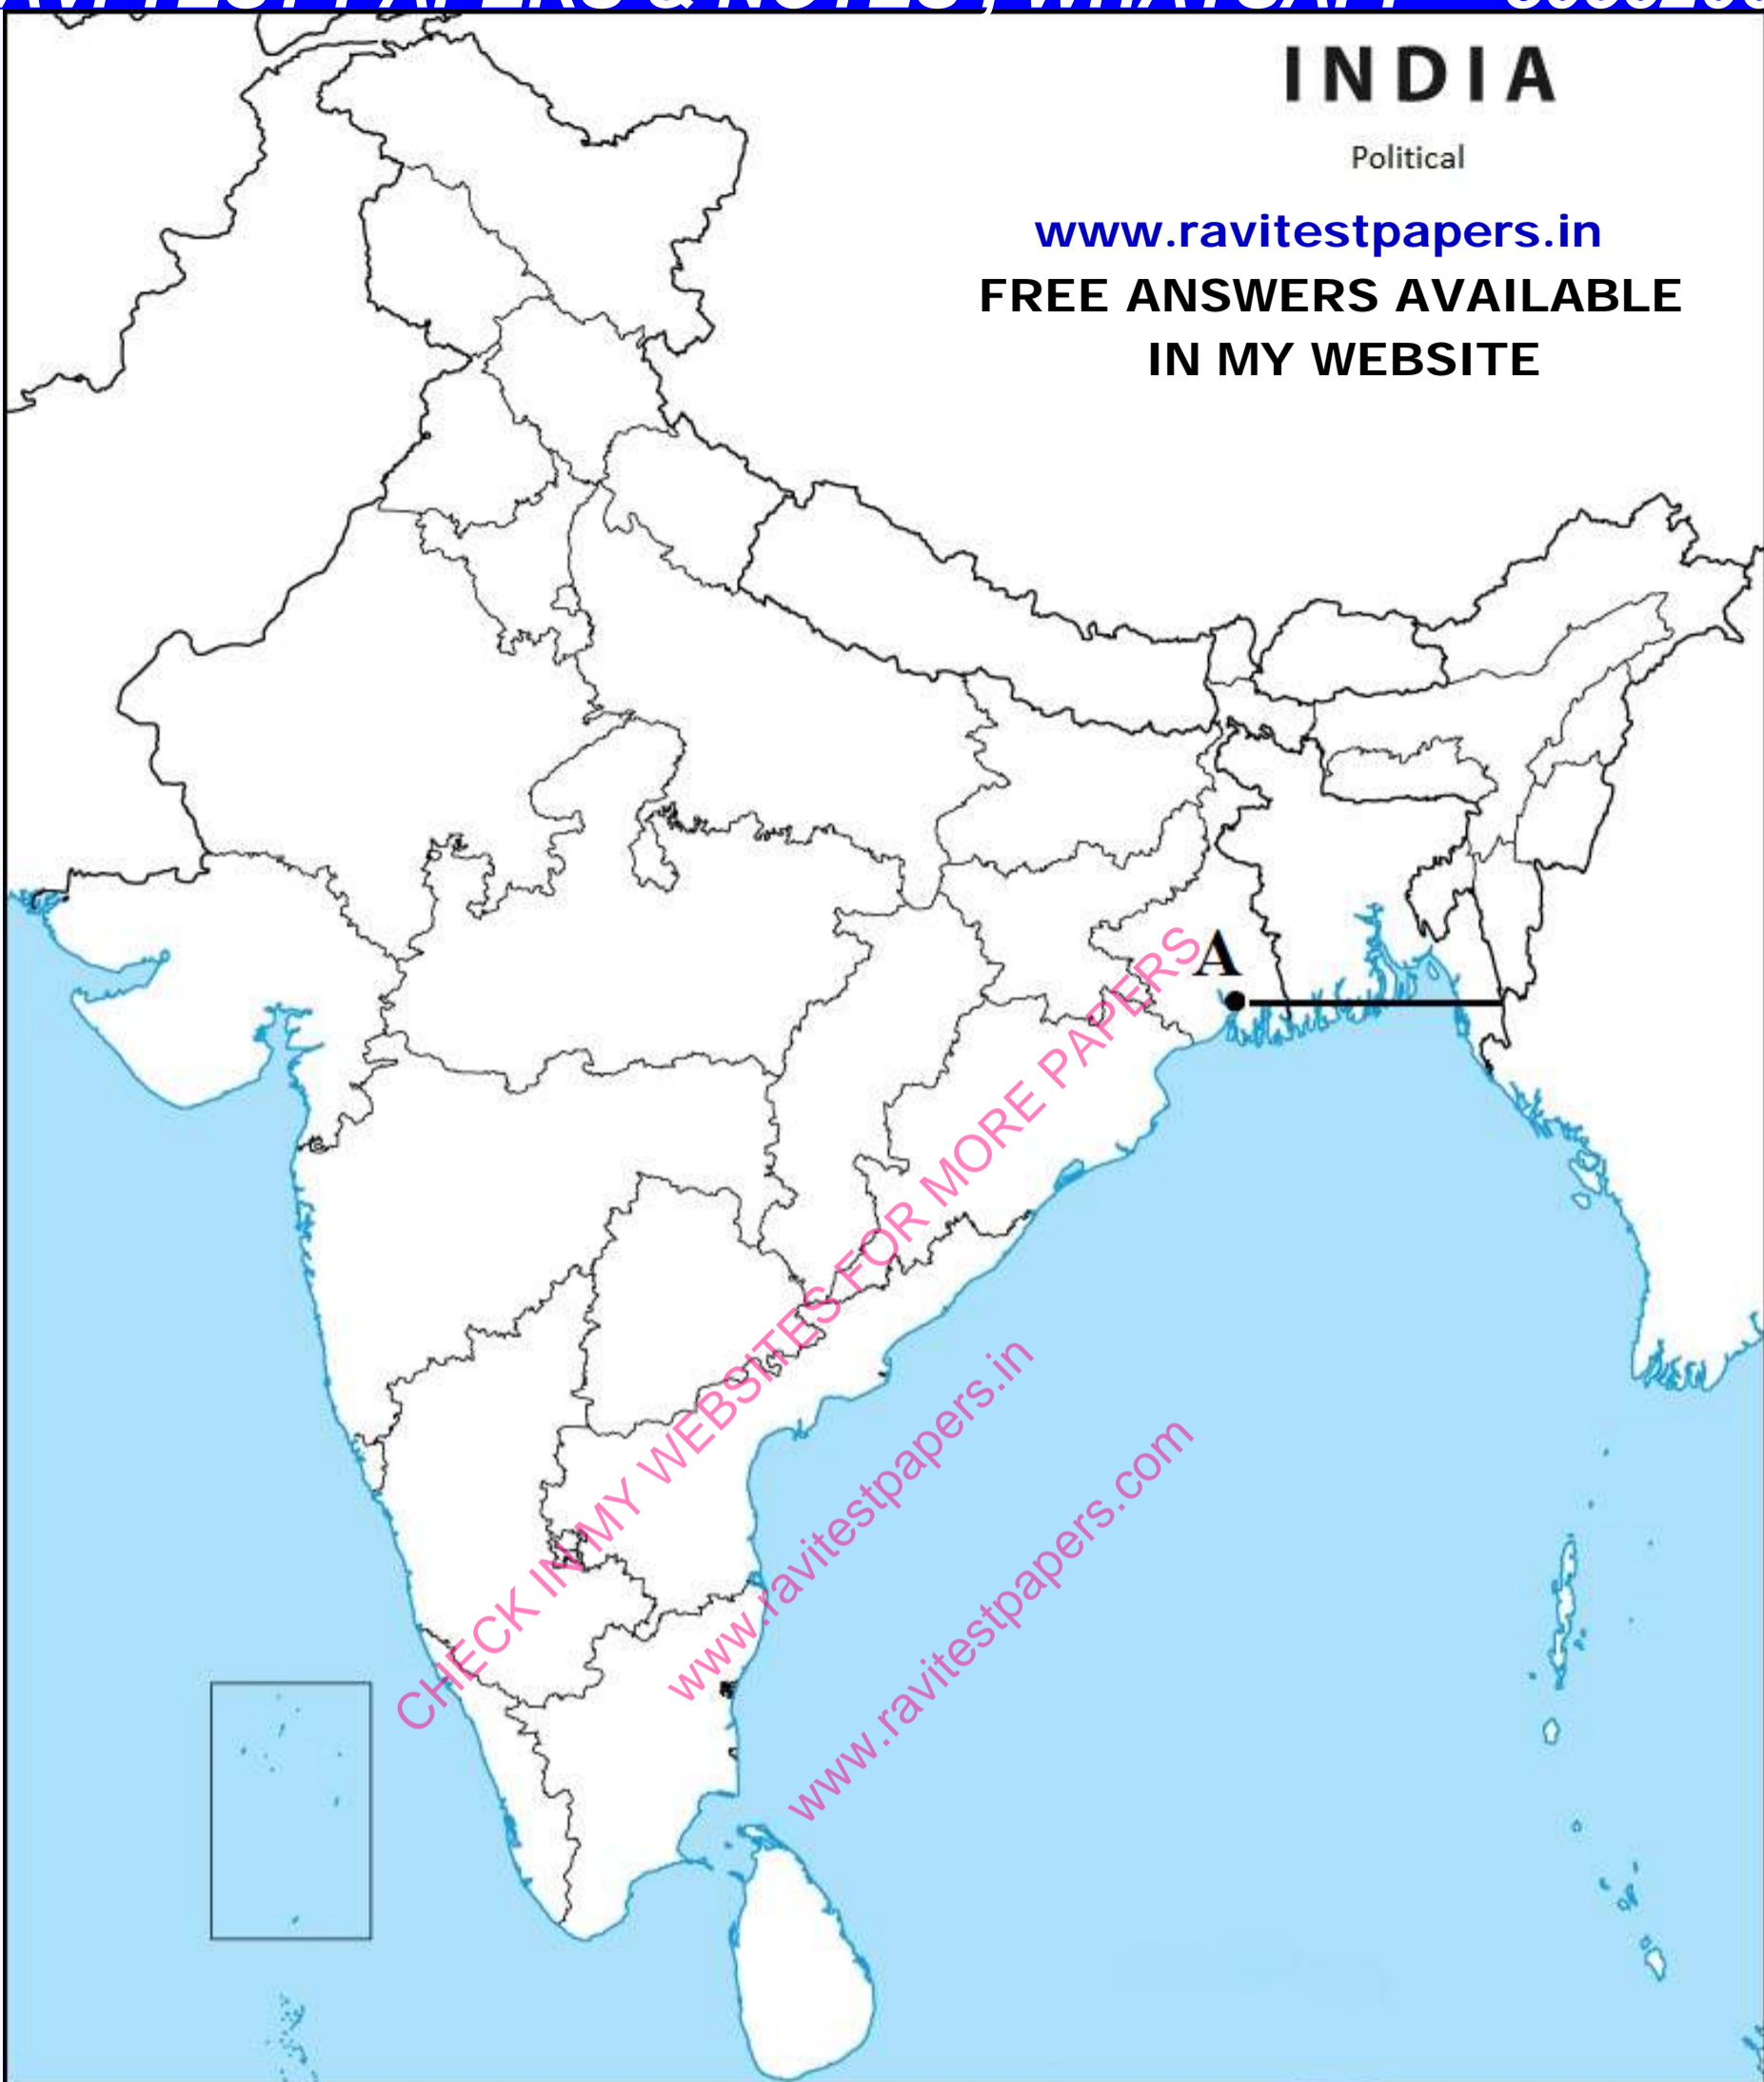 INDIA
Political
www.ravitestpapers.in
FREE ANSWERS AVAILABLE
IN MY WEBSITE
A
CHECK IN MY WEBSITES FOR MORE PAPERS
www.ravitestpapers.in
www.ravitestpapers.com